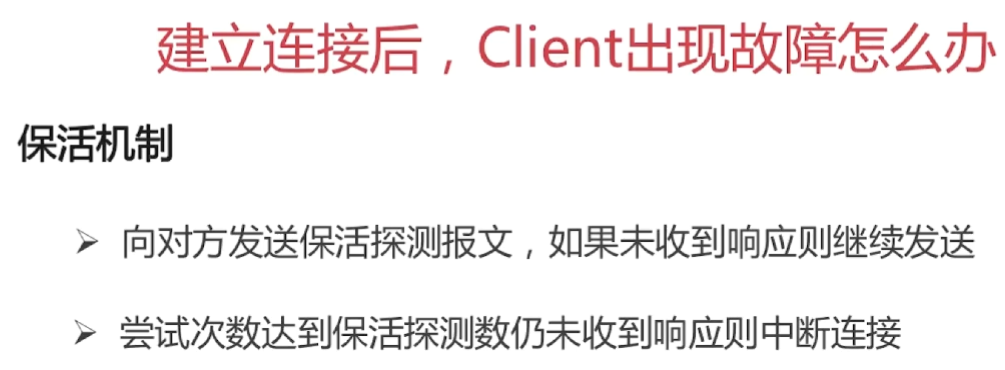 建立连接后，Client出现故障怎么办
保活机制
➢ 向对方发送保活探测报文，如果未收到响应则继续发送
➢ 尝试次数达到保活探测数仍未收到响应则中断连接